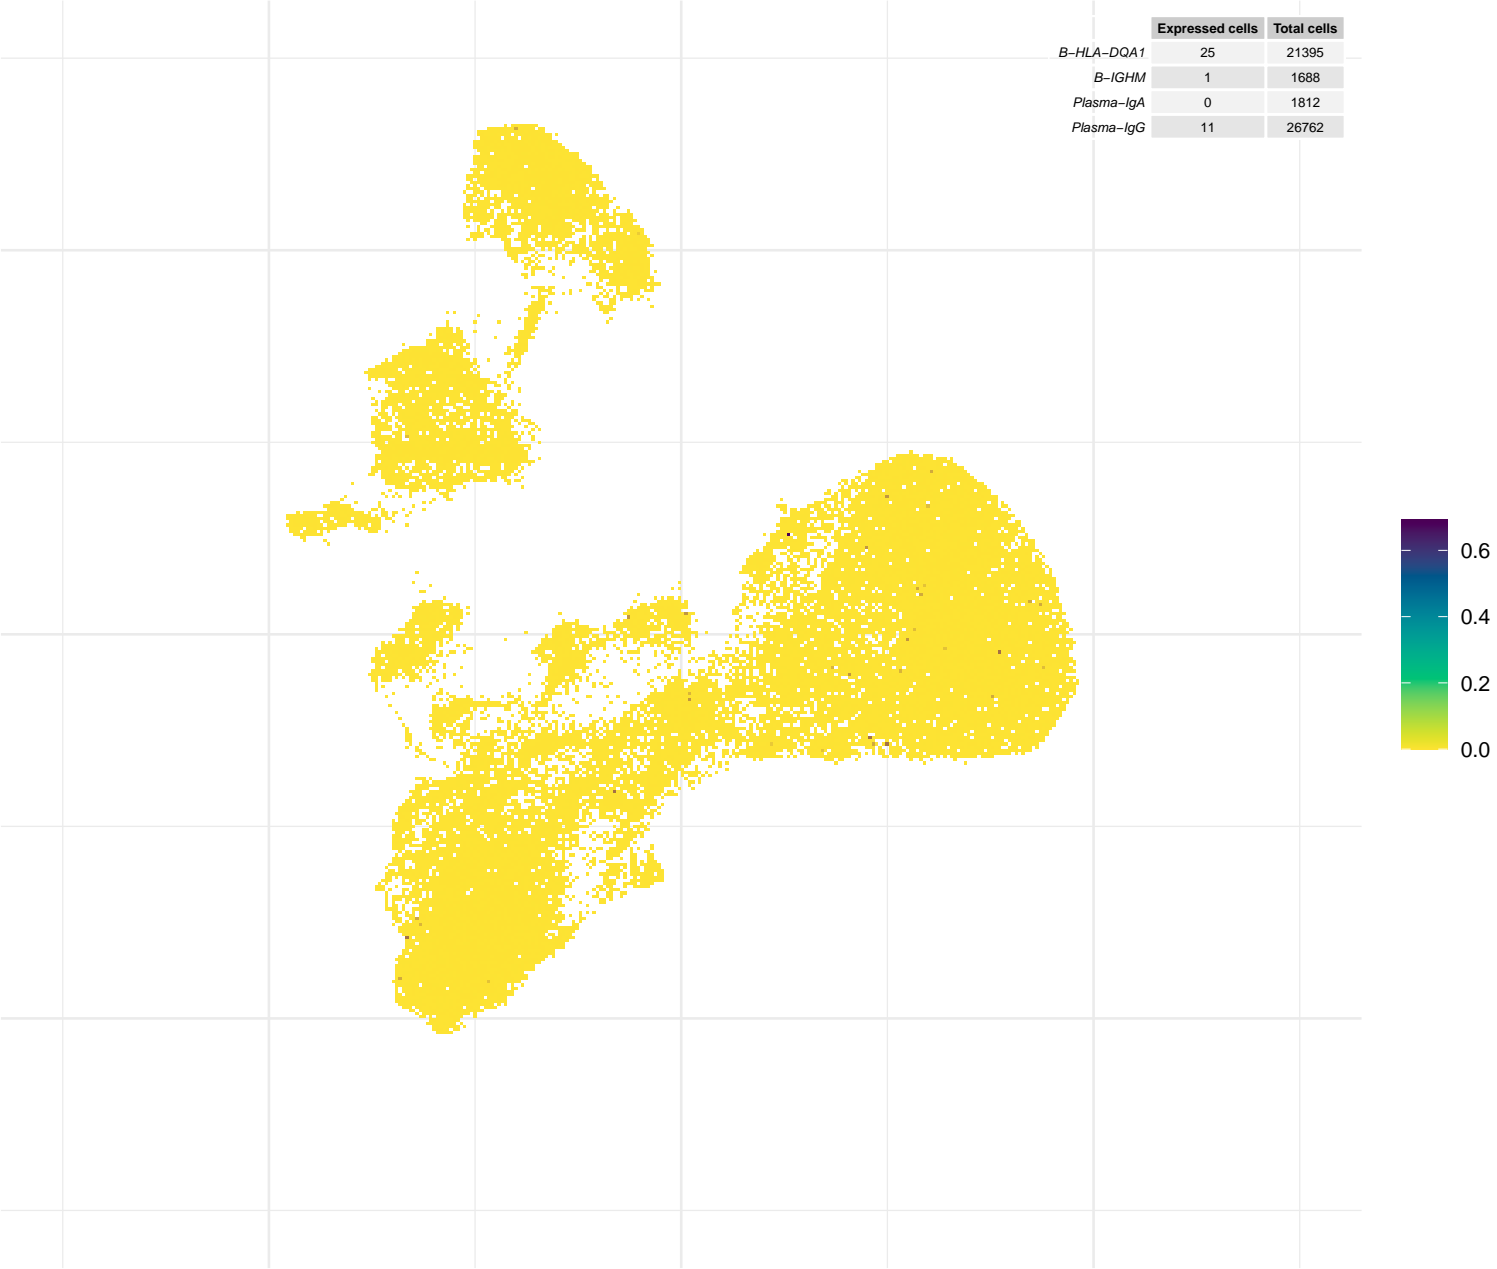 Expressed cells Total cells
B−HLA−DQA1 25 21395
B−IGHM 1 1688
Plasma−IgA 0 1812
Plasma−IgG 11 26762
0.6
0.4
0.2
0.0